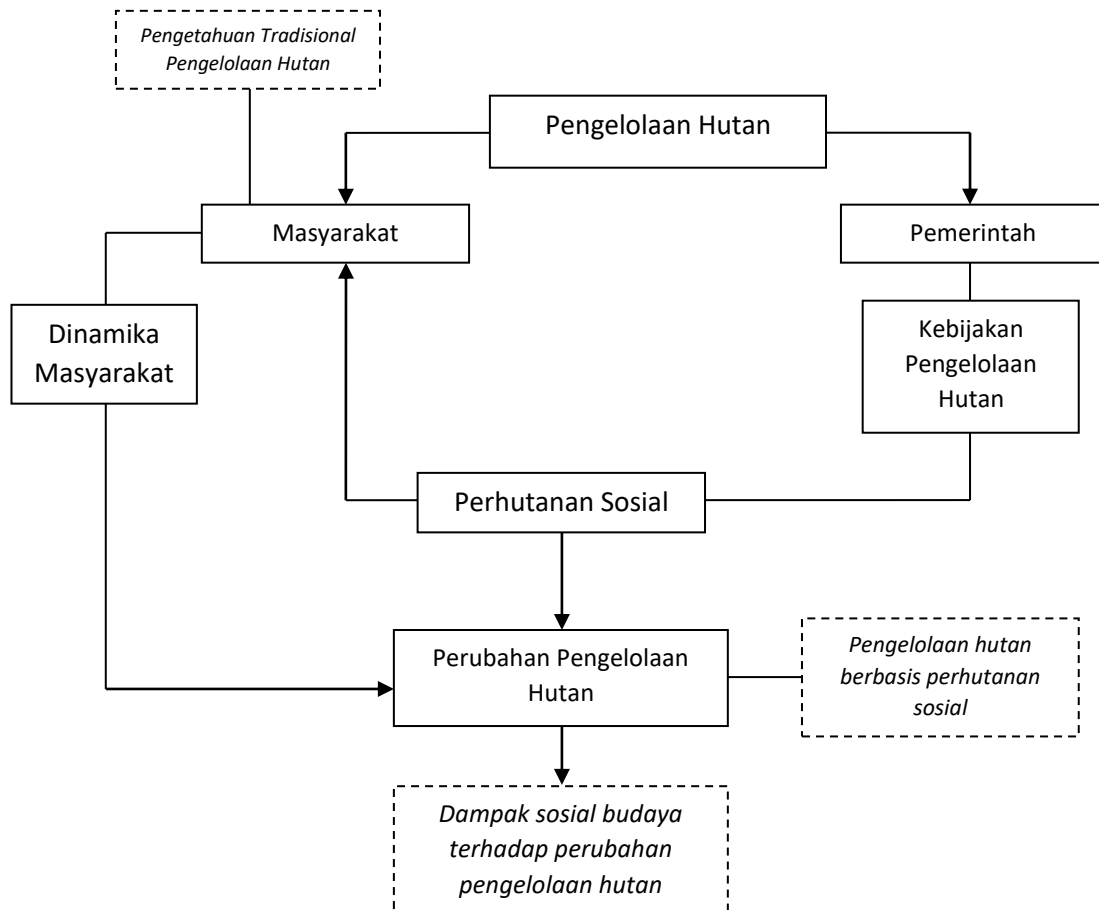 Pengetahuan Tradisional
Pengelolaan Hutan
Pengelolaan Hutan
Masyarakat
Pemerintah
Dinamika
Masyarakat
Kebijakan
Pengelolaan
Hutan
Perhutanan Sosial
Perubahan Pengelolaan
Hutan
Pengelolaan hutan
berbasis perhutanan
sosial
Dampak sosial budaya
terhadap perubahan
pengelolaan hutan